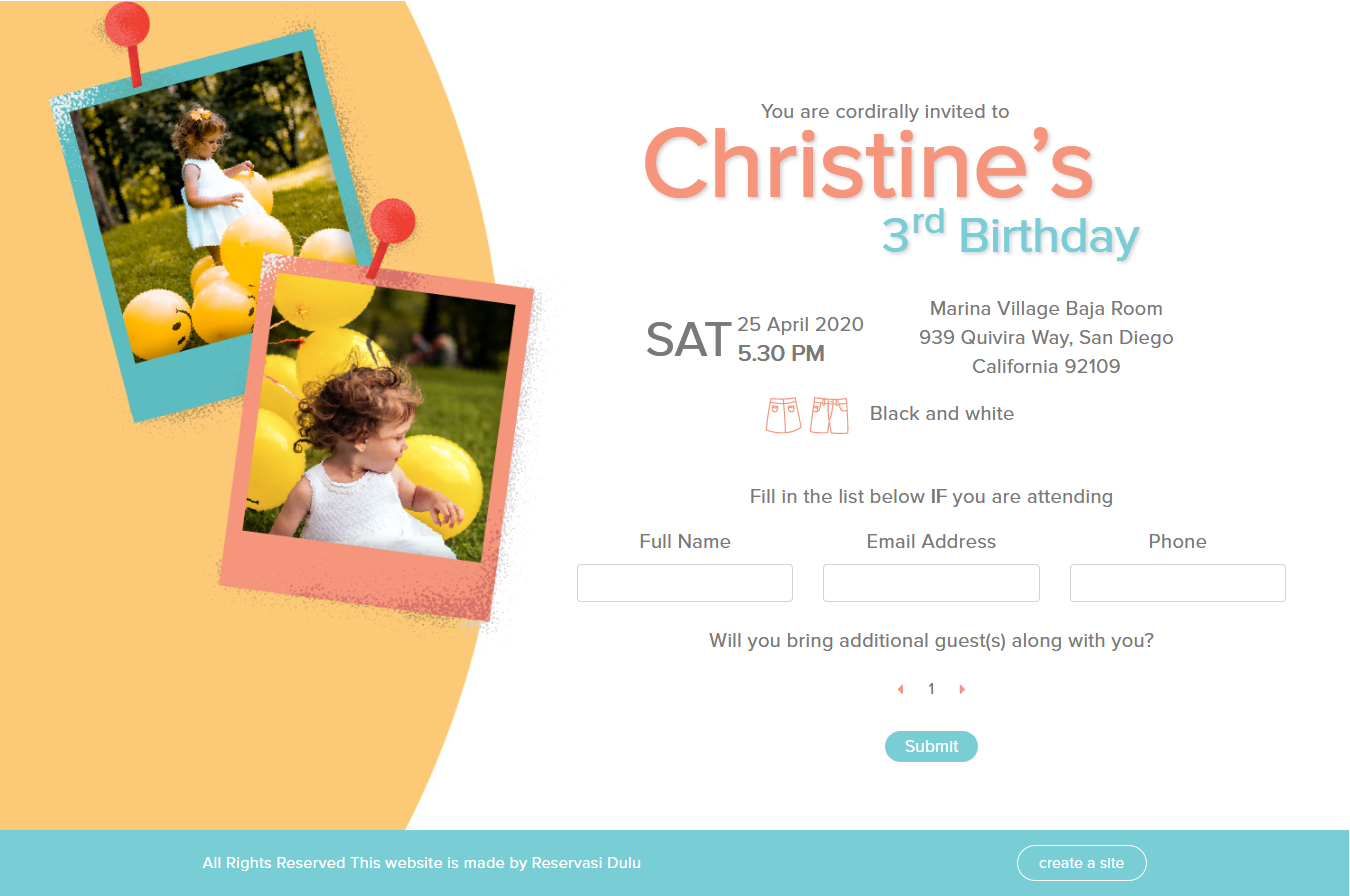 You are cordirally invited to
Christine’s
3rd Birthday
SAT
25 April 2020
5.30 PM
Marina Village Baja Room
939 Quivira Way, San Diego
California 92109
Black and white
Fill in the list below IF you are attending
Full Name
Email Address
Phone
Will you bring additional guest(s) along with you?
1
Submit
All Rights Reserved This website is made by Reservasi Dulu
create a site